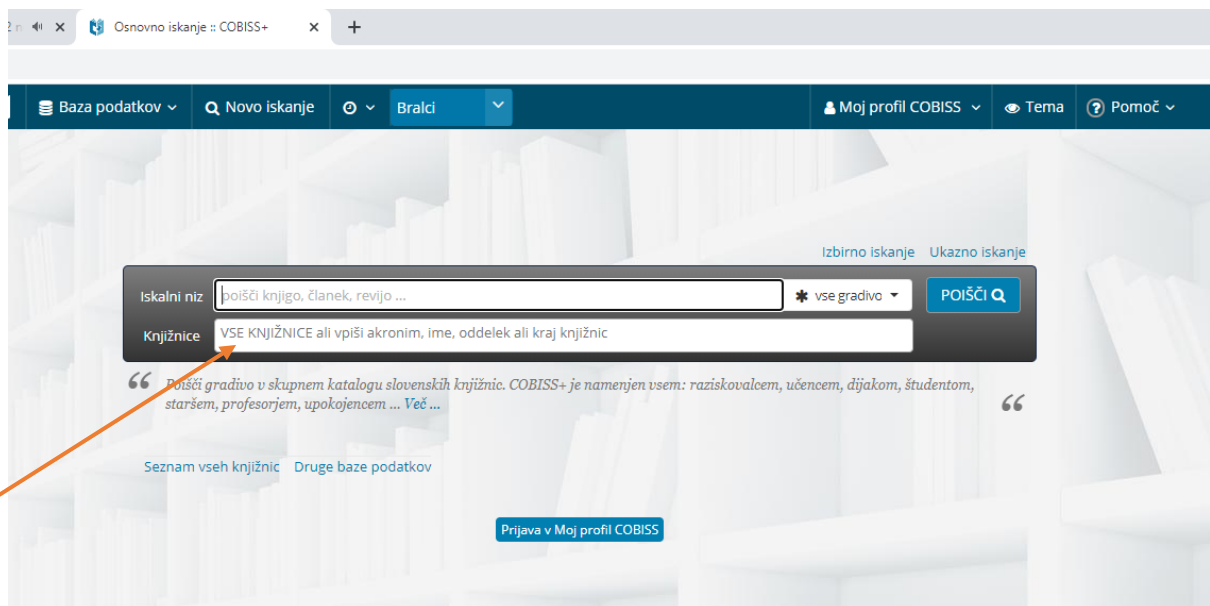 Osnovno iskanje :: COBISS+
Baza podatkov Novo iskanje Bralci Moj profil COBISS Tema Pomoč
Izbirno iskanje Ukazno iskanje
Iskalni niz poišči knjigo, članek, revijo ... vse gradivo POIŠČI
Knjižnice VSE KNJIŽNICE ali vpiši akronim, ime, oddelek ali kraj knjižnic
Poišči gradivo v skupnem katalogu slovenskih knjižnic. COBISS+ je namenjen vsem: raziskovalcem, učencem, dijakom, študentom,
staršem, profesorjem, upokojencem ... Več ...
Seznam vseh knjižnic Druge baze podatkov
Prijava v Moj profil COBISS